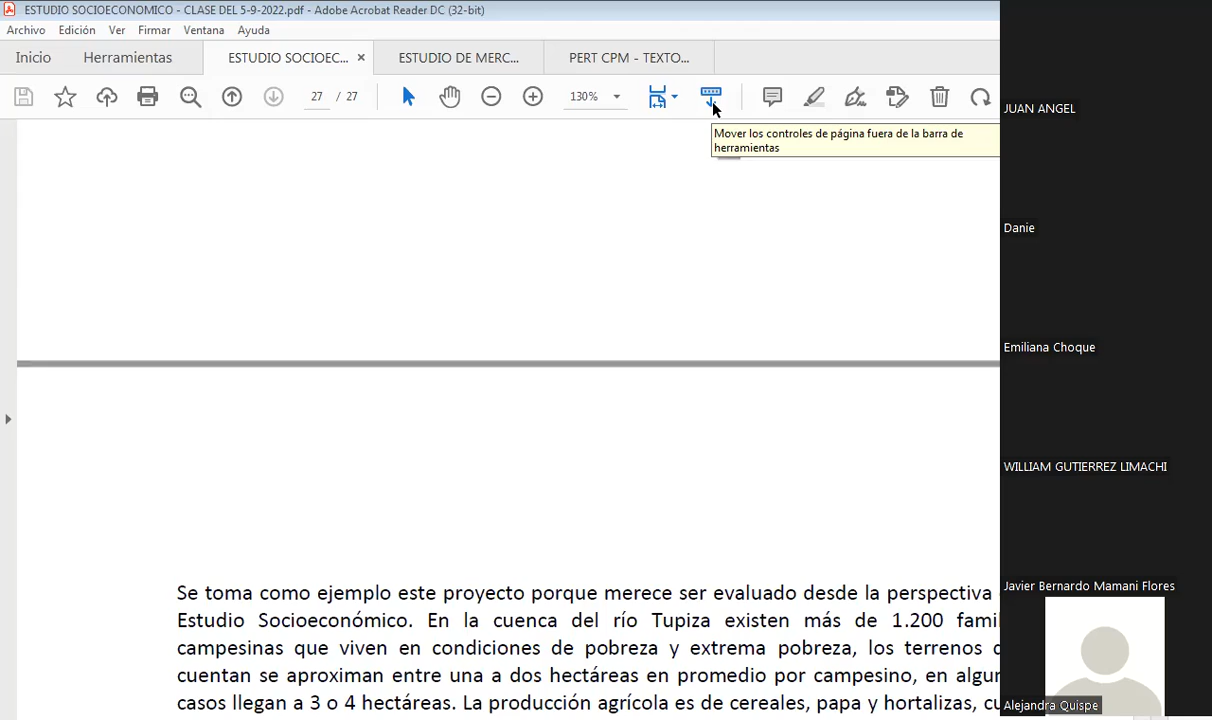 ESTUDIO SOCIOECONOMICO - CLASE DEL 5-9-2022.pdf - Adobe Acrobat Reader DC (32-bit)
Archivo Edición Ver Firmar Ventana Ayuda
Inicio Herramientas ESTUDIO SOCIOEC... × ESTUDIO DE MERC... PERT CPM - TEXTO...
27 / 27 130%
Mover los controles de página fuera de la barra de
herramientas
JUAN ANGEL
Danie
Emiliana Choque
WILLIAM GUTIERREZ LIMACHI
Javier Bernardo Mamani Flores
Alejandra Quispe
Se toma como ejemplo este proyecto porque merece ser evaluado desde la perspectiva
Estudio Socioeconómico. En la cuenca del río Tupiza existen más de 1.200 famil
campesinas que viven en condiciones de pobreza y extrema pobreza, los terrenos
cuentan se aproximan entre una a dos hectáreas en promedio por campesino, en algun
casos llegan a 3 o 4 hectáreas. La producción agrícola es de cereales, papa y hortalizas, cu